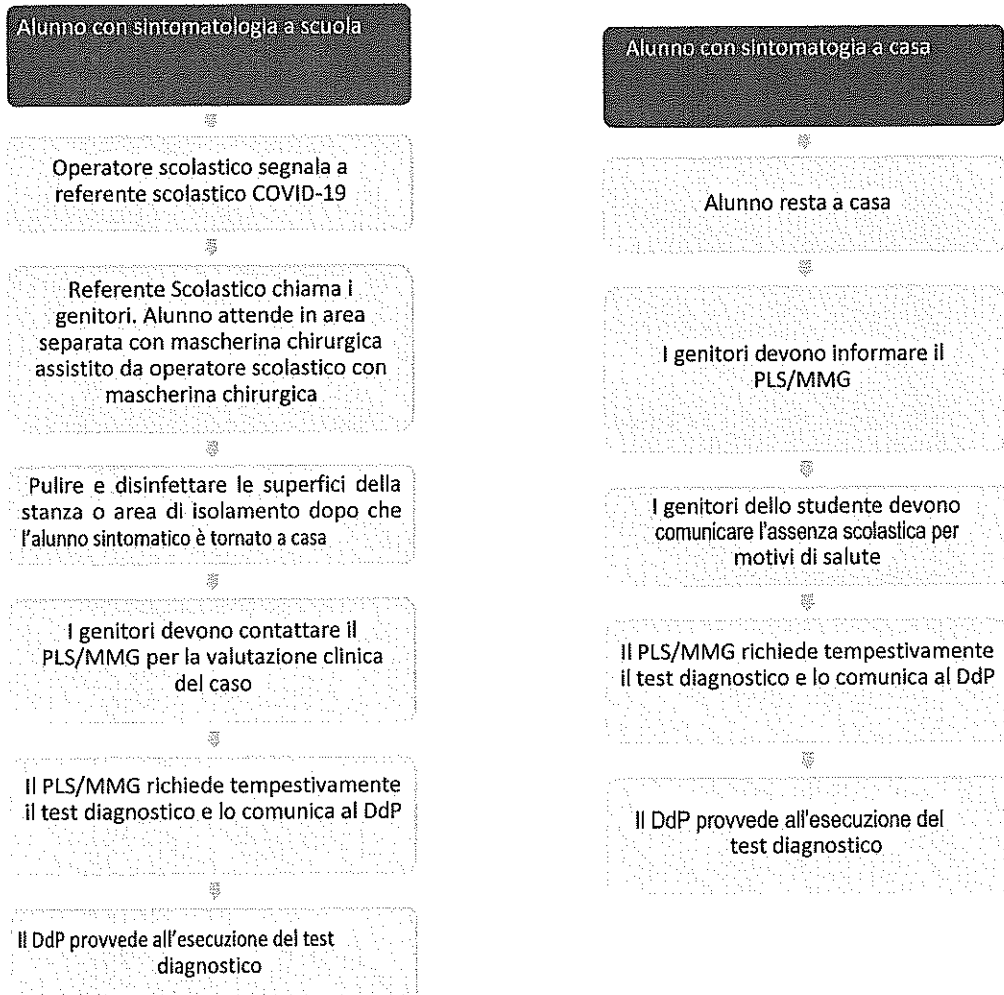 Alunno con sintomatologia a scuola
Operatore scolastico segnala a
referente scolastico COVID-19
Referente Scolastico chiama i
genitori. Alunno attende in area
separata con mascherina chirurgica
assistito da operatore scolastico con
mascherina chirurgica
Pulire e disinfettare le superfici della
stanza o area di isolamento dopo che
l'alunno sintomatico è tornato a casa
I genitori devono contattare il
PLS/MMG per la valutazione clinica
del caso
Il PLS/MMG richiede tempestivamente
il test diagnostico e lo comunica al DdP
Il DdP provvede all'esecuzione del test
diagnostico
Alunno con sintomatogia a casa
Alunno resta a casa
I genitori devono informare il
PLS/MMG
I genitori dello studente devono
comunicare l'assenza scolastica per
motivi di salute
Il PLS/MMG richiede tempestivamente
il test diagnostico e lo comunica al DdP
Il DdP provvede all'esecuzione del
test diagnostico